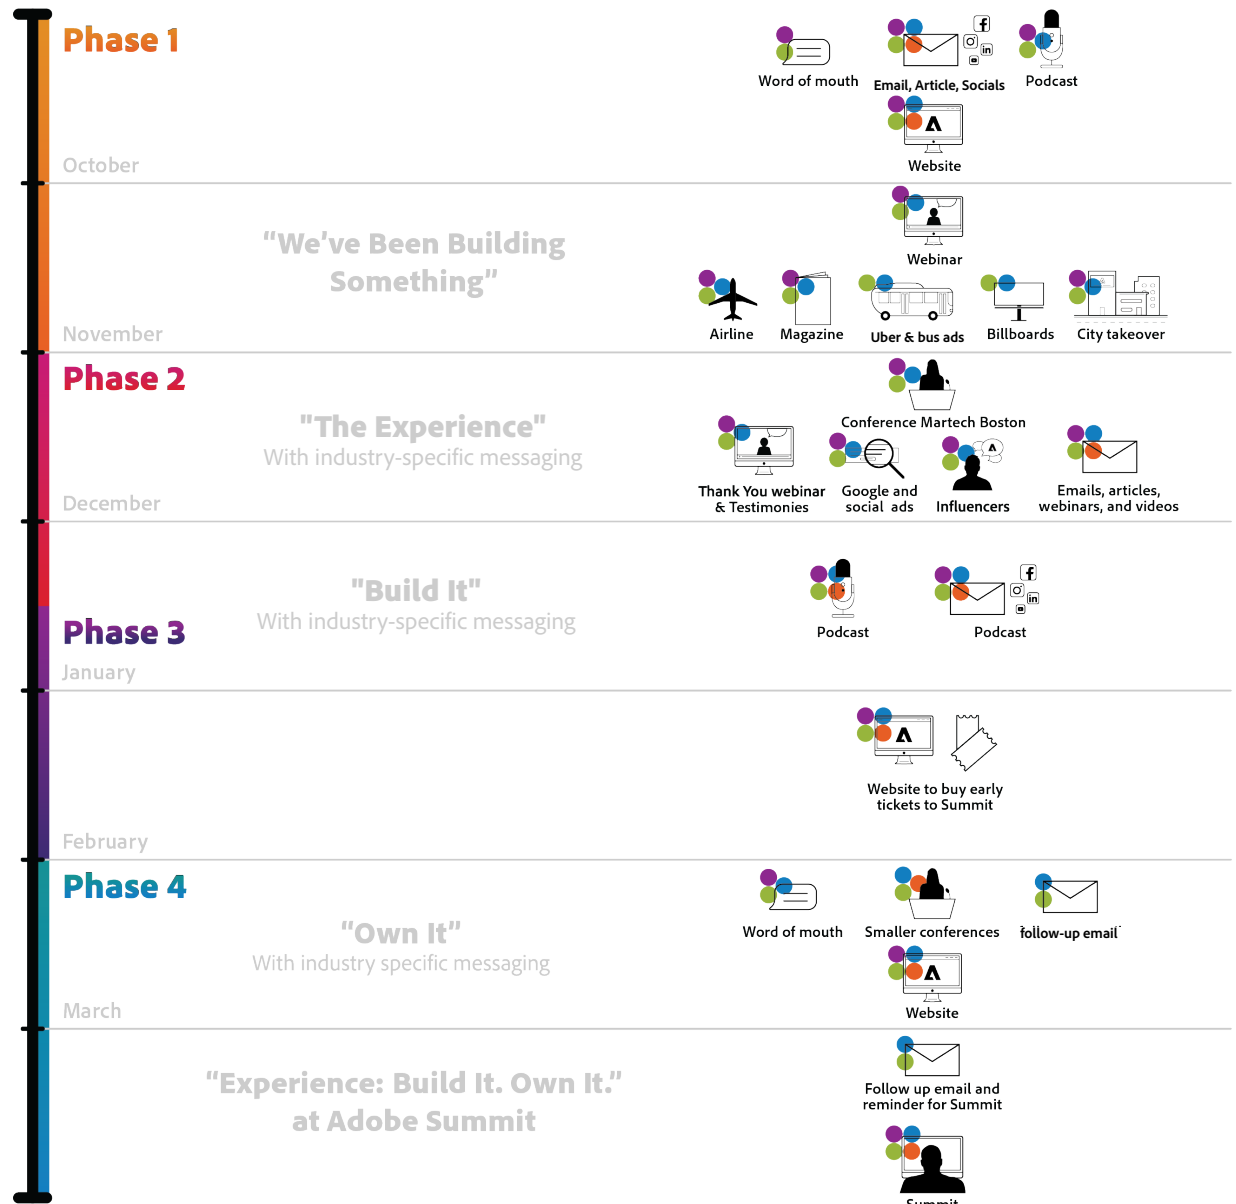 Phase 1
Word of mouth
Email, Article, Socials
Podcast
Website
October
Webinar
“We’ve Been Building
Something”
Airline
Magazine
Uber & bus ads
Billboards
City takeover
November
Phase 2
Conference Martech Boston
"The Experience"
With industry-specific messaging
Thank You webinar
& Testimonies
Google and
social ads
Influencers
Emails, articles,
webinars, and videos
December
"Build It"
With industry-specific messaging
Podcast
Podcast
Phase 3
January
Website to buy early
tickets to Summit
February
Phase 4
Word of mouth
Smaller conferences
follow-up email
“Own It”
With industry specific messaging
Website
March
Follow up email and
reminder for Summit
“Experience: Build It. Own It.”
at Adobe Summit
Summit